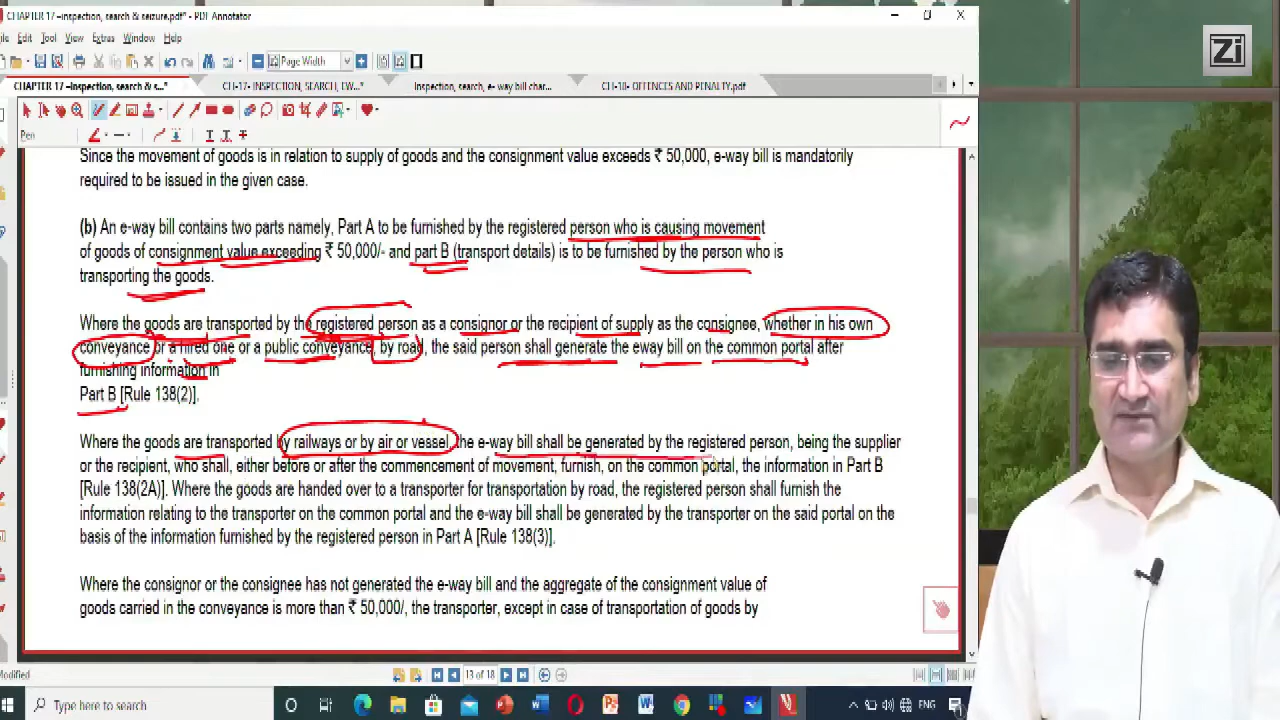 CHAPTER 17 –inspection, search & seizure.pdf* - PDF Annotator
Zi
Edit Tool View Extras Window Help
Page Width
CHAPTER 17 –inspection, search & s...* CH-17- INSPECTION, SEARCH, EW...* Inspection, search, e- way bill char... CH-18- OFFENCES AND PENALTY.pdf
Pen
Since the movement of goods is in relation to supply of goods and the consignment value exceeds ₹ 50,000, e-way bill is mandatorily
required to be issued in the given case.
(b) An e-way bill contains two parts namely, Part A to be furnished by the registered person who is causing movement
of goods of consignment value exceeding ₹ 50,000/- and part B (transport details) is to be furnished by the person who is
transporting the goods.
Where the goods are transported by the registered person as a consignor or the recipient of supply as the consignee, whether in his own
conveyance or a hired one or a public conveyance, by road, the said person shall generate the eway bill on the common portal after
furnishing information in
Part B [Rule 138(2)].
Where the goods are transported by railways or by air or vessel, the e-way bill shall be generated by the registered person, being the supplier
or the recipient, who shall, either before or after the commencement of movement, furnish, on the common portal, the information in Part B
[Rule 138(2A)]. Where the goods are handed over to a transporter for transportation by road, the registered person shall furnish the
information relating to the transporter on the common portal and the e-way bill shall be generated by the transporter on the said portal on the
basis of the information furnished by the registered person in Part A [Rule 138(3)].
Where the consignor or the consignee has not generated the e-way bill and the aggregate of the consignment value of
goods carried in the conveyance is more than ₹ 50,000/, the transporter, except in case of transportation of goods by
Modified 13 of 18
Type here to search ENG